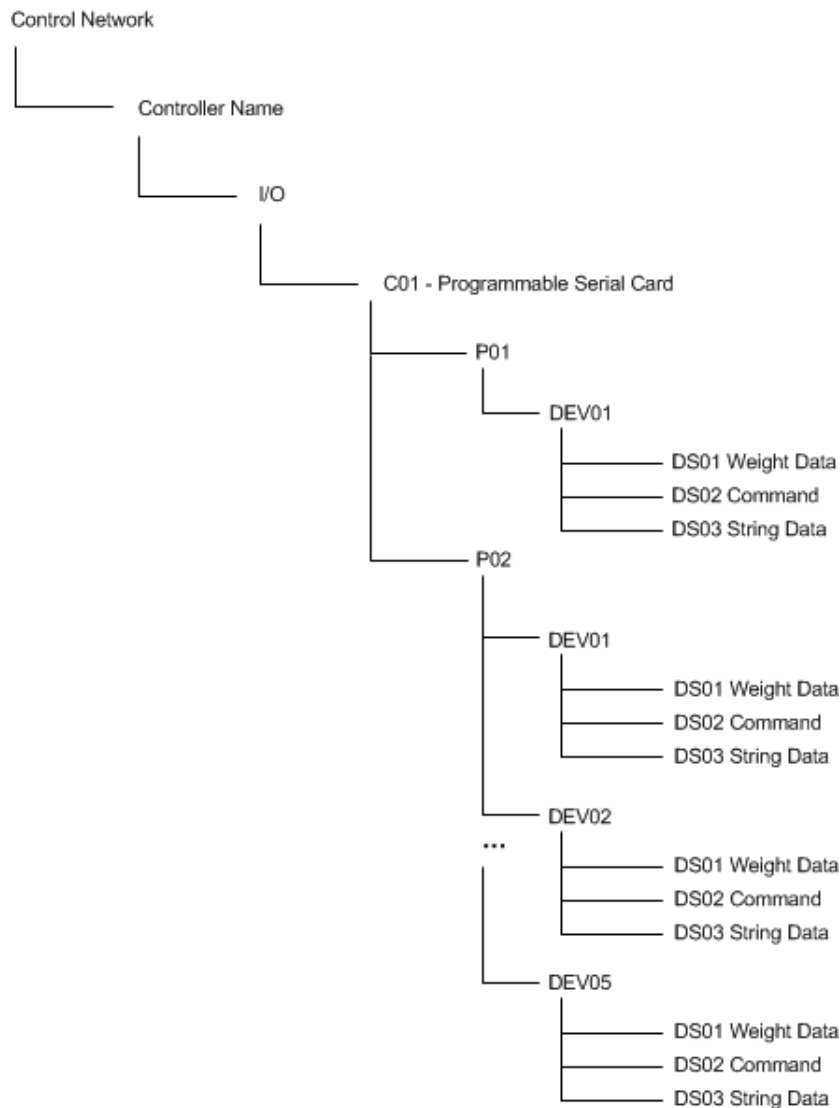 Control Network
Controller Name
I/O
C01 - Programmable Serial Card
P01
DEV01
DS01 Weight Data
DS02 Command
DS03 String Data
P02
DEV01
DS01 Weight Data
DS02 Command
DS03 String Data
DEV02
...
DS01 Weight Data
DS02 Command
DS03 String Data
DEV05
DS01 Weight Data
DS02 Command
DS03 String Data